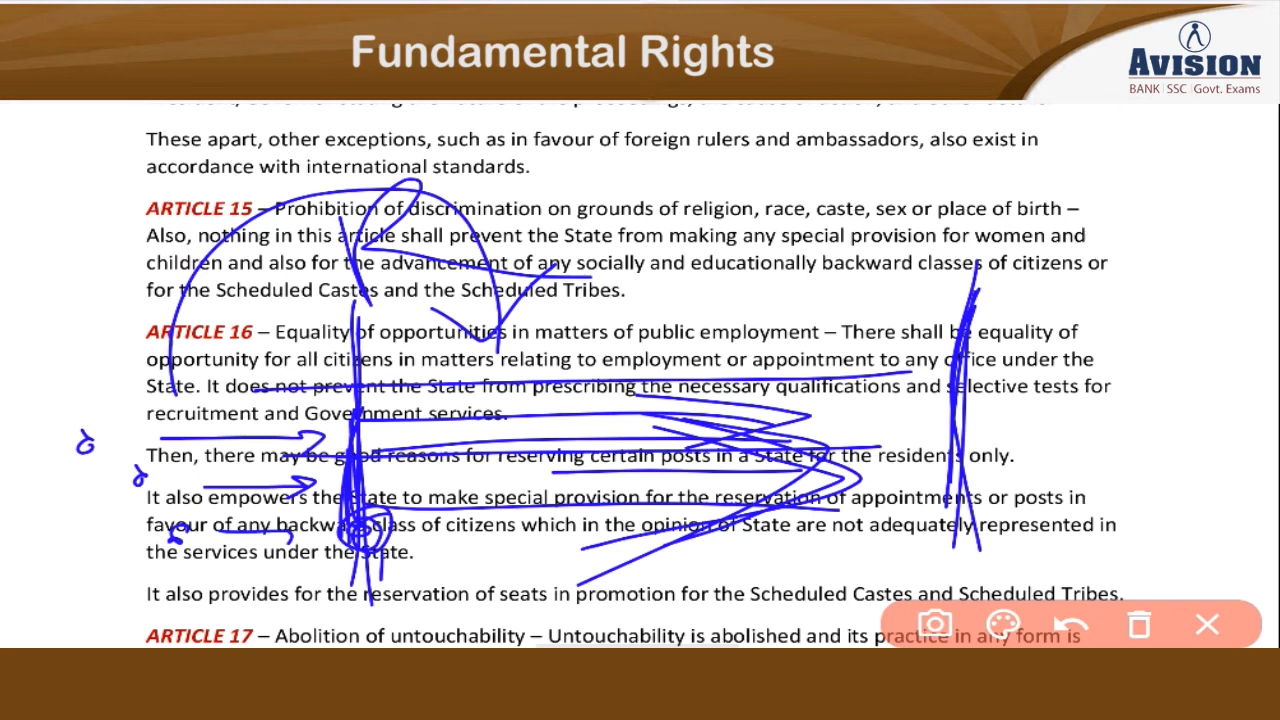 Fundamental Rights
AVISION
BANK | SSC | Govt. Exams
These apart, other exceptions, such as in favour of foreign rulers and ambassadors, also exist in
accordance with international standards.
ARTICLE 15 – Prohibition of discrimination on grounds of religion, race, caste, sex or place of birth –
Also, nothing in this article shall prevent the State from making any special provision for women and
children and also for the advancement of any socially and educationally backward classes of citizens or
for the Scheduled Castes and the Scheduled Tribes.
ARTICLE 16 – Equality of opportunities in matters of public employment – There shall be equality of
opportunity for all citizens in matters relating to employment or appointment to any office under the
State. It does not prevent the State from prescribing the necessary qualifications and selective tests for
recruitment and Government services.
Then, there may be good reasons for reserving certain posts in a State for the residents only.
It also empowers the State to make special provision for the reservation of appointments or posts in
favour of any backward class of citizens which in the opinion of State are not adequately represented in
the services under the State.
It also provides for the reservation of seats in promotion for the Scheduled Castes and Scheduled Tribes.
ARTICLE 17 – Abolition of untouchability – Untouchability is abolished and its practice in any form is